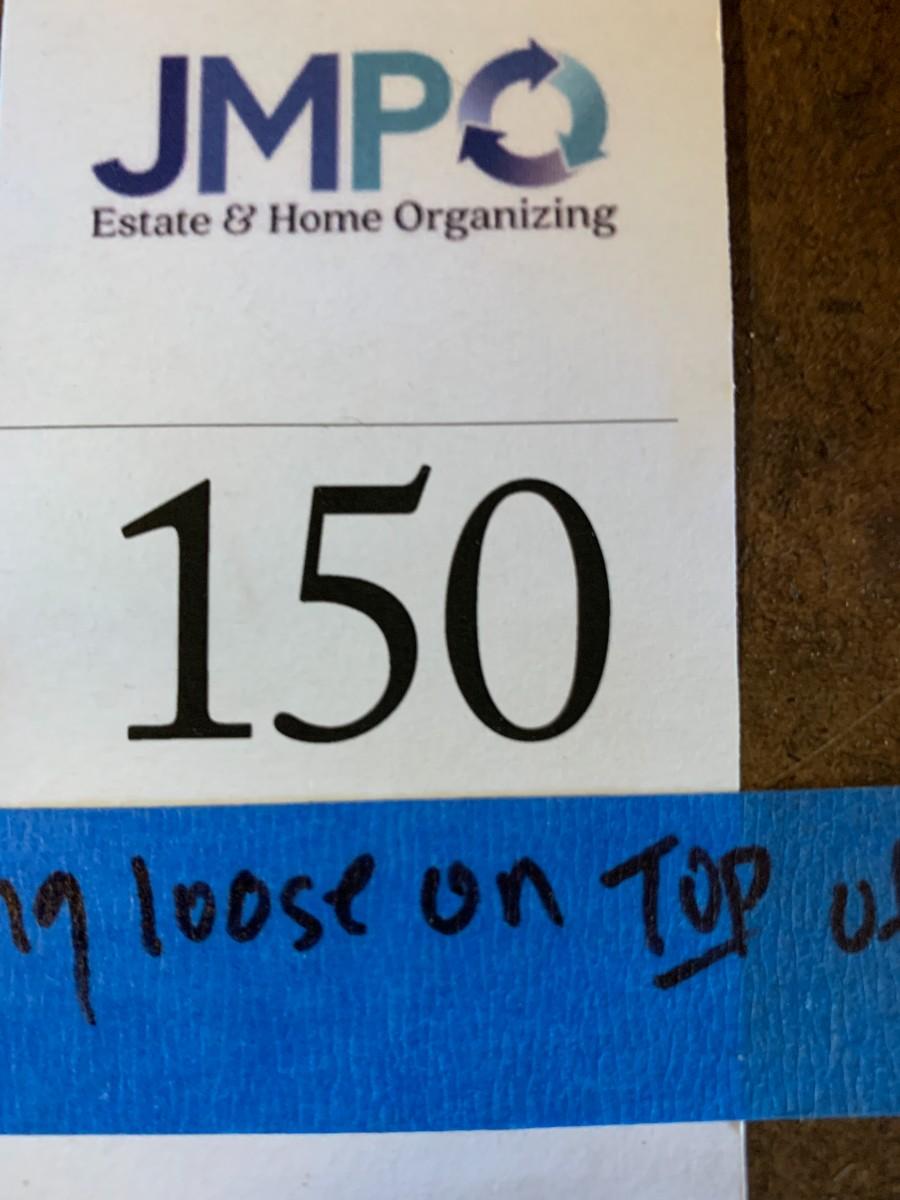 JMPO
Estate & Home Organizing
150
loose on TOP